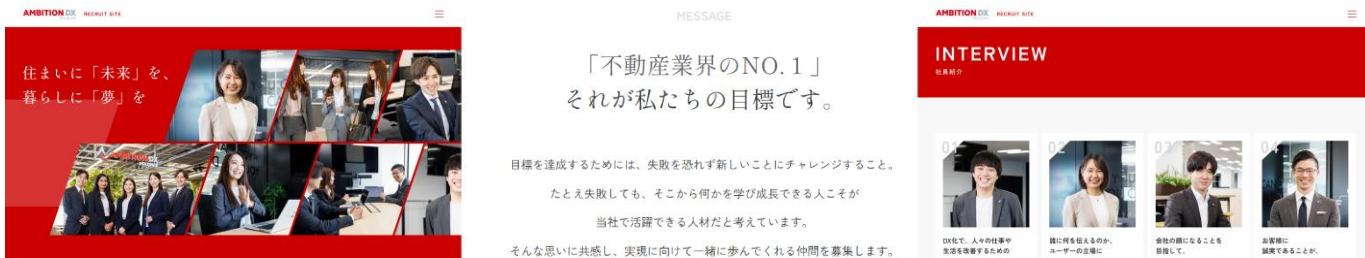 AMBITION DX RECRUIT SITE
住まいに「未来」を、
暮らしに「夢」を
AMBITION DX
MESSAGE
「不動産業界のNO.1」
それが私たちの目標です。
目標を達成するためには、失敗を恐れず新しいことにチャレンジすること。
たとえ失敗しても、そこから何かを学び成長できる人こそが
当社で活躍できる人材だと考えています。
そんな思いに共感し、実現に向けて一緒に歩んでくれる仲間を募集します。
AMBITION DX RECRUIT SITE
INTERVIEW
社員紹介
01
DX化で、人々の仕事や
生活を改善するための
02
誰に何を伝えるのか、
ユーザーの立場に
03
会社の顔になることを
目指して、
04
お客様に
誠実であることが、